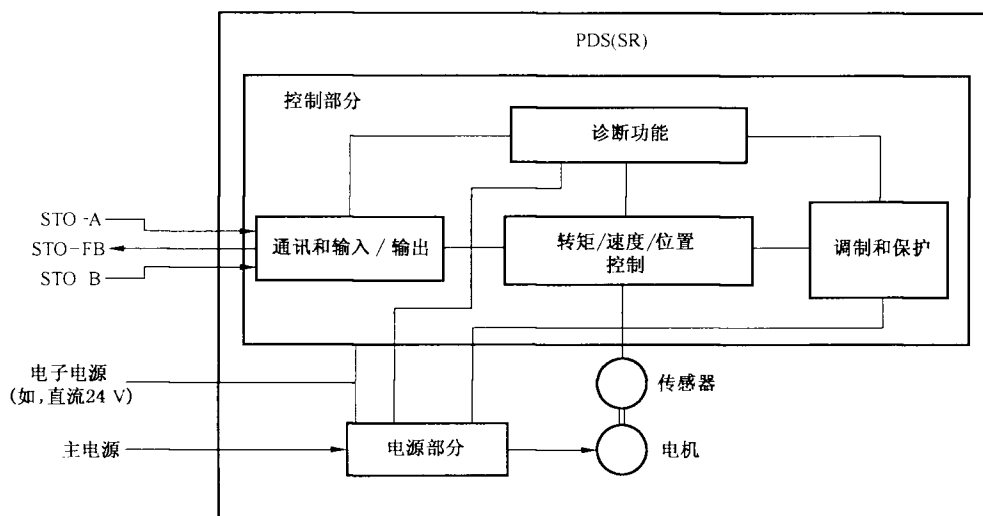 PDS(SR)
控制部分
诊断功能
STO-A
STO-FB
STO B
通讯和输入/输出
转矩/速度/位置
控制
调制和保护
电子电源
(如,直流24 V)
传感器
主电源
电源部分
电机